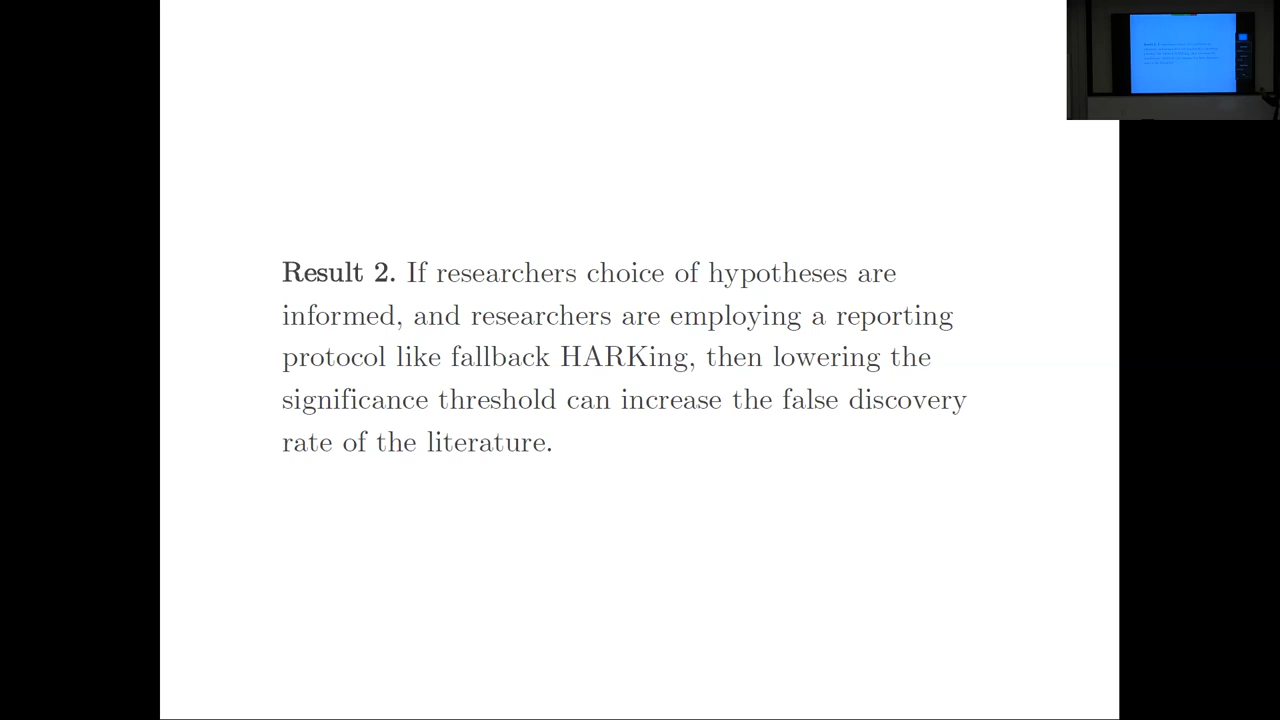 Result 2. If researchers choice of hypotheses are
informed, and researchers are employing a reporting
protocol like fallback HARKing, then lowering the
significance threshold can increase the false discovery
rate of the literature.